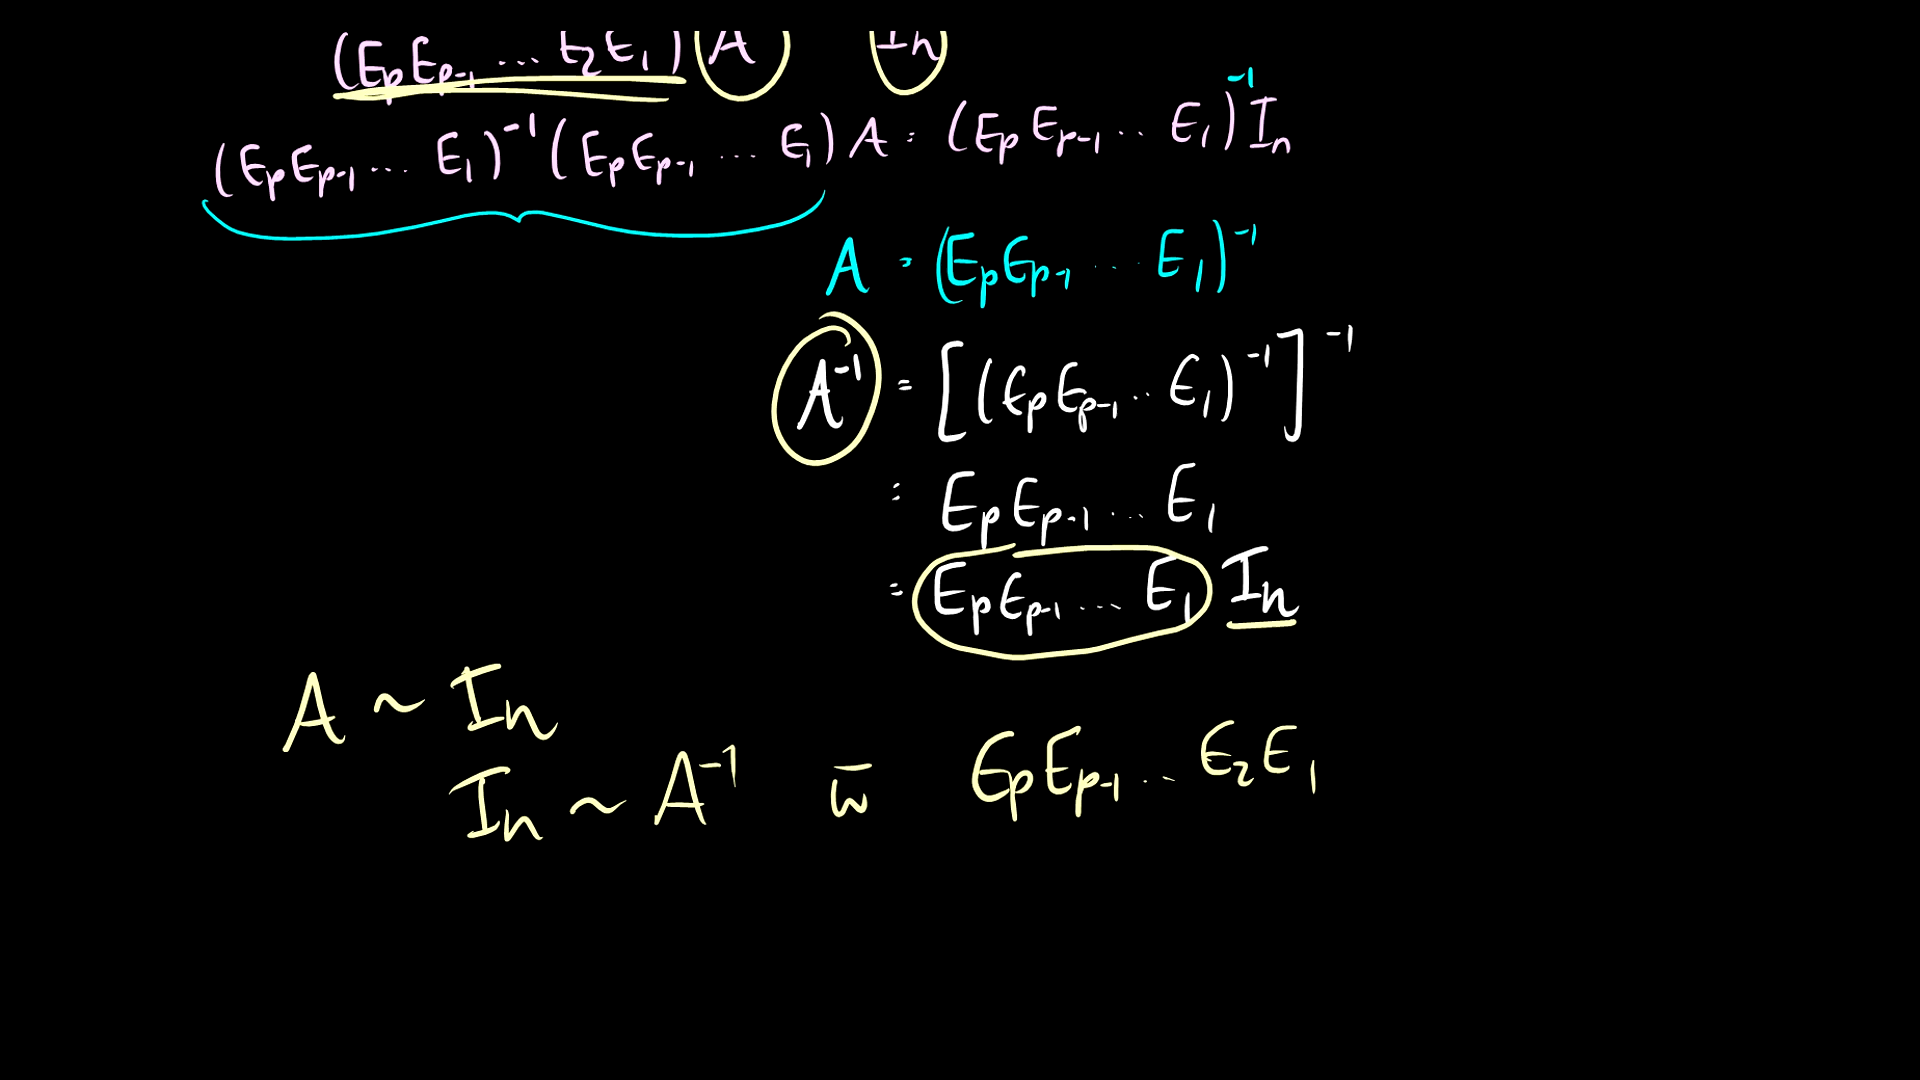 (EₚEₚ₋₁ ... E₂E₁) A Iₙ
(EₚEₚ₋₁ ... E₁)⁻¹ (EₚEₚ₋₁ ... E₁) A = (EₚEₚ₋₁ ... E₁)⁻¹ Iₙ
A = (EₚEₚ₋₁ ... E₁)⁻¹
A⁻¹ = [(EₚEₚ₋₁ ... E₁)⁻¹]⁻¹
= EₚEₚ₋₁ ... E₁
= EₚEₚ₋₁ ... E₁ Iₙ
A ~ Iₙ
Iₙ ~ A⁻¹ w̅ EₚEₚ₋₁ ... E₂E₁